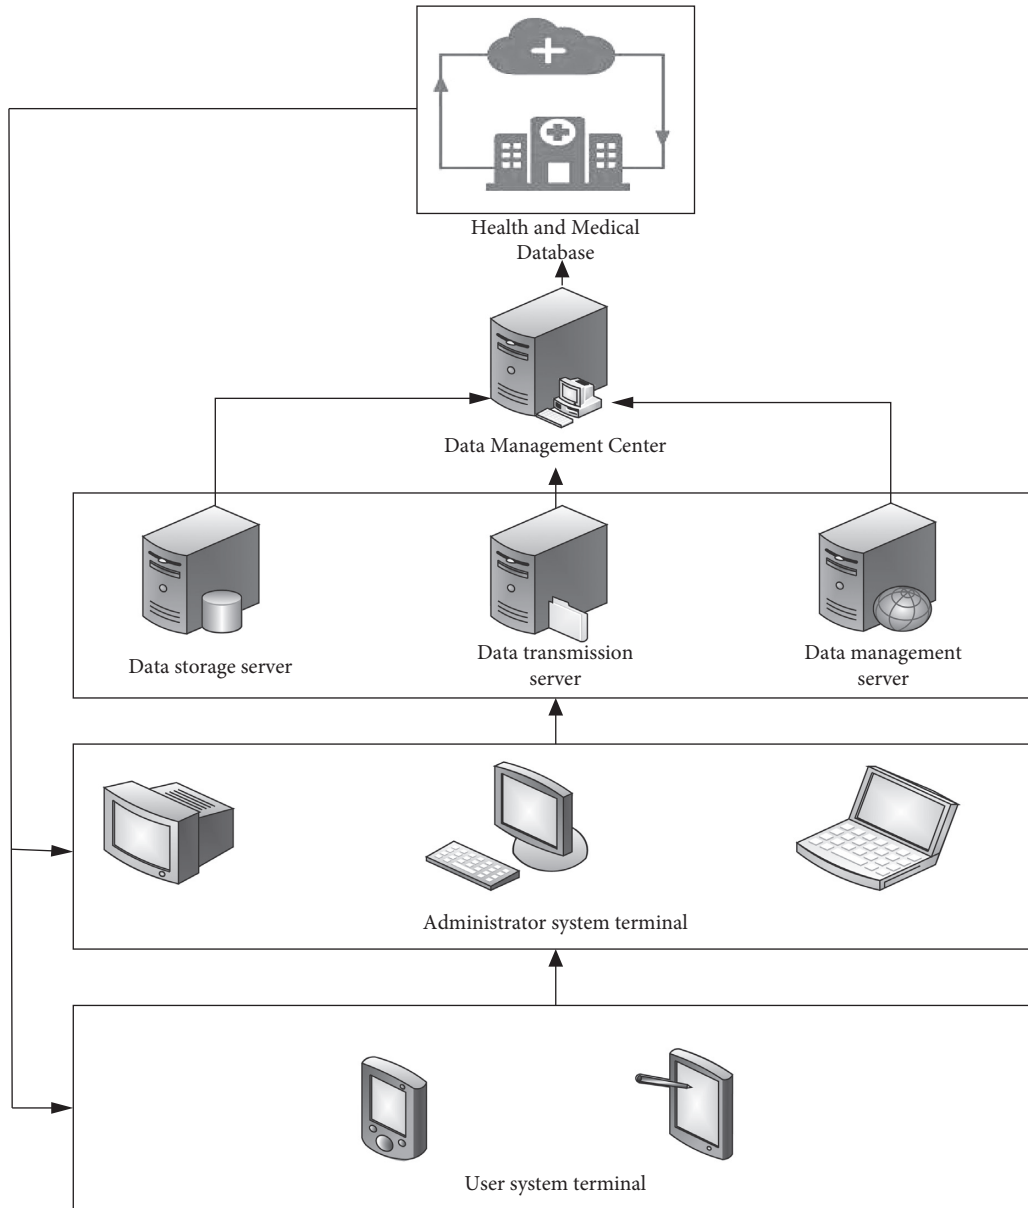 Health and Medical
Database
Data Management Center
Data storage server
Data transmission
server
Data management
server
Administrator system terminal
User system terminal